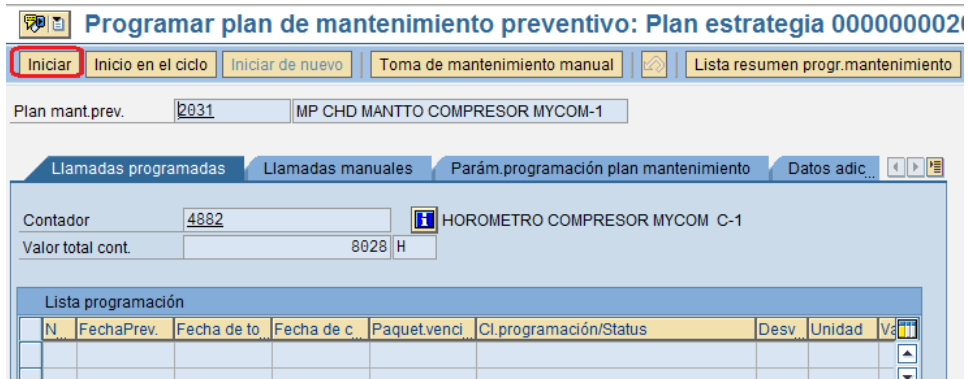 Programar plan de mantenimiento preventivo: Plan estrategia 0000000020
Iniciar Inicio en el ciclo Iniciar de nuevo Toma de mantenimiento manual Lista resumen progr.mantenimiento
Plan mant.prev. 2031 MP CHD MANTTO COMPRESOR MYCOM-1
Llamadas programadas Llamadas manuales Parám.programación plan mantenimiento Datos adic...
Contador 4882 HOROMETRO COMPRESOR MYCOM C-1
Valor total cont. 8028 H
Lista programación
N... FechaPrev. Fecha de to... Fecha de c... Paquet.venci... Cl.programación/Status Desv... Unidad Va